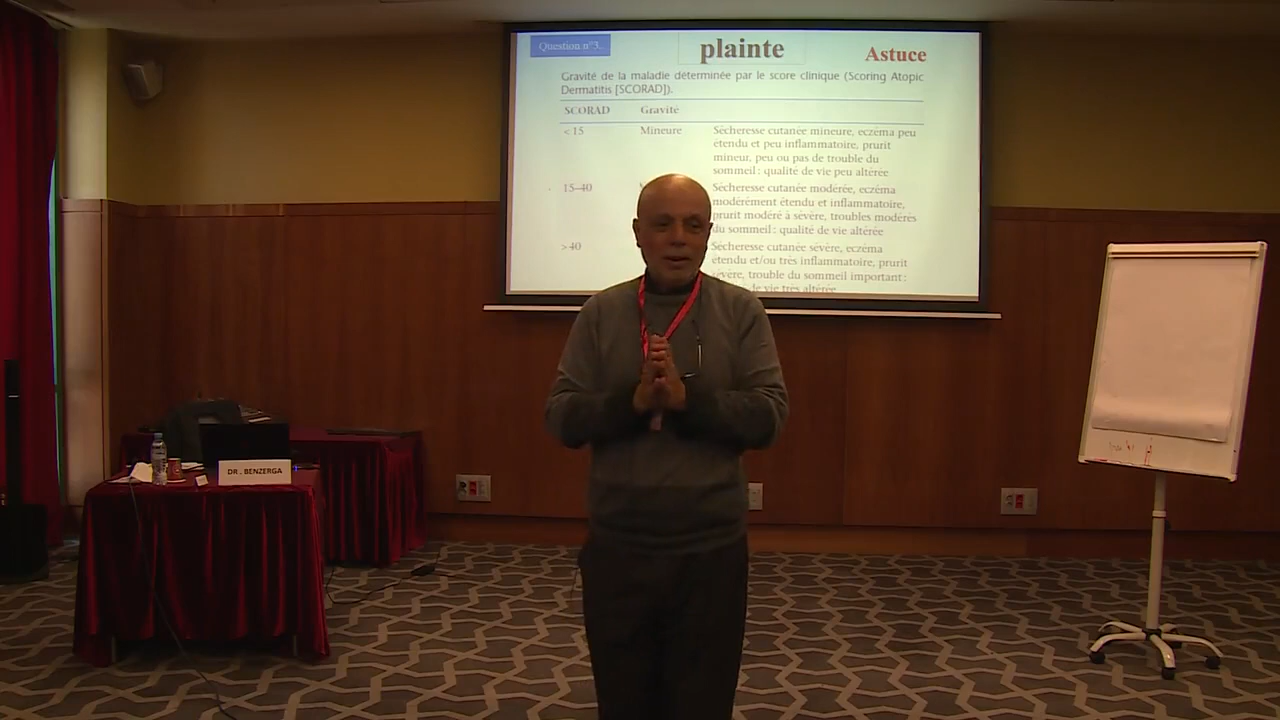 Question n°3..
plainte
Astuce
Gravité de la maladie déterminée par le score clinique (Scoring Atopic
Dermatitis [SCORAD]).
SCORAD Gravité
< 15 Mineure Sécheresse cutanée mineure, eczéma peu
étendu et peu inflammatoire, prurit
mineur, peu ou pas de trouble du
sommeil : qualité de vie peu altérée
15–40 Sécheresse cutanée modérée, eczéma
modérément étendu et inflammatoire,
prurit modéré à sévère, troubles modérés
du sommeil : qualité de vie altérée
> 40 Sécheresse cutanée sévère, eczéma
étendu et/ou très inflammatoire, prurit
sévère, trouble du sommeil important :
de vie très altérée
DR . BENZERGA